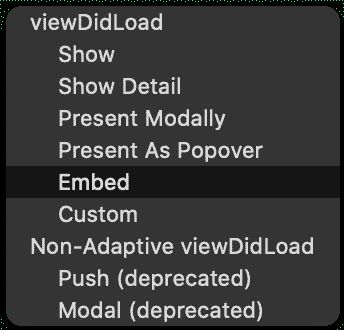 viewDidLoad
Show
Show Detail
Present Modally
Present As Popover
Embed
Custom
Non-Adaptive viewDidLoad
Push (deprecated)
Modal (deprecated)